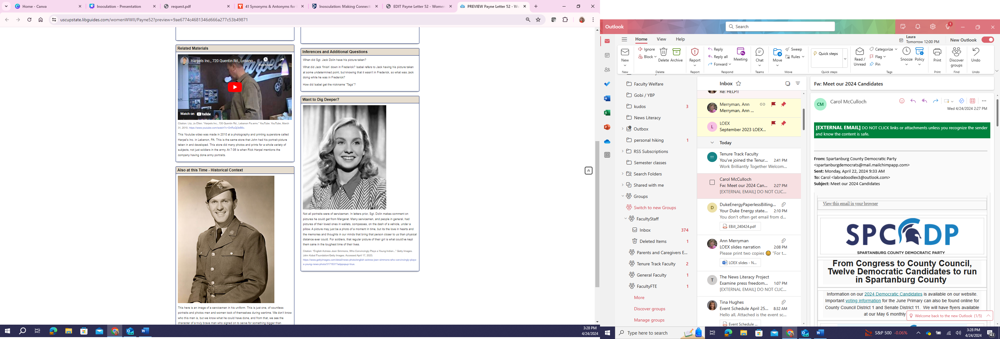 Home - Canva
Inoculation - Presentation
request.pdf
41 Synonyms & Antonyms for
Inosculation: Making Connecti
EDIT Payne Letter 52 - Women
PREVIEW Payne Letter 52 - Wo
uscupstate.libguides.com/womenWWII/Payne52?preview=9ae6774c4681346d666a277c53b49871
Related Materials
Harpels Inc., 720 Quentin Rd., Lebano...
Watch later
Watch on YouTube
Citation: Litz, Jo Ellen. "Harpels Inc., 720 Quentin Rd., Lebanon Pa.wmv." YouTube. YouTube, March
31, 2010. https://www.youtube.com/watch?v=OnRuQj3eB5c.
This Youtube video was made in 2010 at a photography and printing superstore called
Harpel's Inc. in Lebanon, PA. This is the same store that John had his portrait picture
taken in and developed. This store did many photos and prints for a whole variety of
subjects, not just soldiers in the army. At 7:08 is when Rick Harpel mentions the
company having done army portraits.
Also at this Time - Historical Context
This here is an image of a serviceman in his uniform. This is just one, of countless
portraits and photos men and women took of themselves during wartime. We don't know
who this man is, but we know what he could have done, and from that, we see the
character of a truly brave man who signed on to serve for something bigger than
Inferences and Additional Questions
When did Sgt. Jack Dolin have his picture taken?
What did Jack 'finish' down in Frederick? Isabel refers to Jack having his picture taken
at some undetermined point, but knowing that it wasn't in Frederick, so what was Jack
doing while he was in Frederick?
How did Isabel get the nickname "Tags"?
Want to Dig Deeper?
Not all portraits were of serviceman. In letters prior, Sgt. Dolin makes comment on
pictures he could get from Margaret. Many servicemen, and people in general, had
pictures of their loved ones in wallets, compasses, on the dash of a vehicle, under a
pillow. A picture may just be a photo of a moment in time, but its the love in hearts and
the memories and thoughts in our minds that bring that person closer to us than physical
distance ever could. For soldiers, that regular picture of their girl is what could've kept
them sane in the toughest time of their lives.
Citation: "English Actress Jean Simmons, Who Convincingly Plays a Young Indian..." Getty Images.
John Kobal Foundation/Getty Images. Accessed April 17, 2023.
https://www.gettyimages.com/detail/news-photo/english-actress-jean-simmons-who-convincingly-plays-
a-young-news-photo/3171531?adppopup=true.
3:28 PM
4/24/2024
Outlook
Search
1
Home View Help
Laura
Tomorrow 12:00 PM
New Outlook
New
Ignore
Block
Delete Archive
Report
Reply
Reply all
Forward
Meeting
Chat
Move
Sweep
Rules
Quick steps
Read /
Unread
Categorize
Flag
Pin
Snooze Policy
Print
Discover
groups
Undo
New Delete Report Respond Teams Move Quick steps Tags Print Find Undo
Faculty Welfare
Gobi / YBP
kudos 3
News Literacy
Outbox
personal hiking 1
RSS Subscriptions
Semester classes
Search Folders
Shared with me
Groups
Switch to new Groups
FacultyStaff
Inbox 374
Deleted Items 1
Parents and Caregivers E...
Tenure Track Faculty 2
General Faculty 1
FacultyFTE 1
More
Discover groups
Manage groups
Inbox
Re: HELP!!
Merryman, Ann
Merryman, Ann ...
L
LOEX
September 2023 LOEX...
Today
TT
Tenure Track Faculty
You've joined the Tenur... 2:41 PM
Work Brilliantly Together Welcom...
Carol McCulloch
Fw: Meet our 2024 Can... 2:27 PM
[EXTERNAL EMAIL] DO NOT CLIC...
D
DukeEnergyPaperlessBilling...
Your Duke Energy state... 2:10 PM
You don't often get email from d...
EBill_240424.pdf
Ann Merryman
LOEX slides narration 2:08 PM
Please print two copies 😊 "For t...
LOEX slides - N...
T
The News Literacy Project
Examine press freedom... 1:07 PM
[EXTERNAL EMAIL] DO NOT CLIC...
Tina Hughes
Event Schedule April 25... 8:32 AM
Hello all, Attached is the event sc...
Event Schedule ...
Fw: Meet our 2024 Candidates
CM
Carol McCulloch
Wed 4/24/2024 2:27 PM
[EXTERNAL EMAIL] DO NOT CLICK links or attachments unless you recognize the sender
and know the content is safe.
From: Spartanburg County Democratic Party
<spartanburgdemocrats@mail.mailchimpapp.com>
Sent: Monday, April 22, 2024 9:33 AM
To: Carol <labradoodlex3@outlook.com>
Subject: Meet our 2024 Candidates
View this email in your browser
SPC DP
SPARTANBURG COUNTY DEMOCRATIC PARTY
From Congress to County Council,
Twelve Democratic Candidates to run
in Spartanburg County
Information on our 2024 Democratic Candidates is available on our website.
Important voting information for the June Primary can also be found online for
County Council District 1 and Senate District 11. We will have flyers available
at our May 6 monthly
Welcome back to the new Outlook (1/5)
Type here to search
S&P 500 -0.06%
3:28 PM
4/24/2024
43